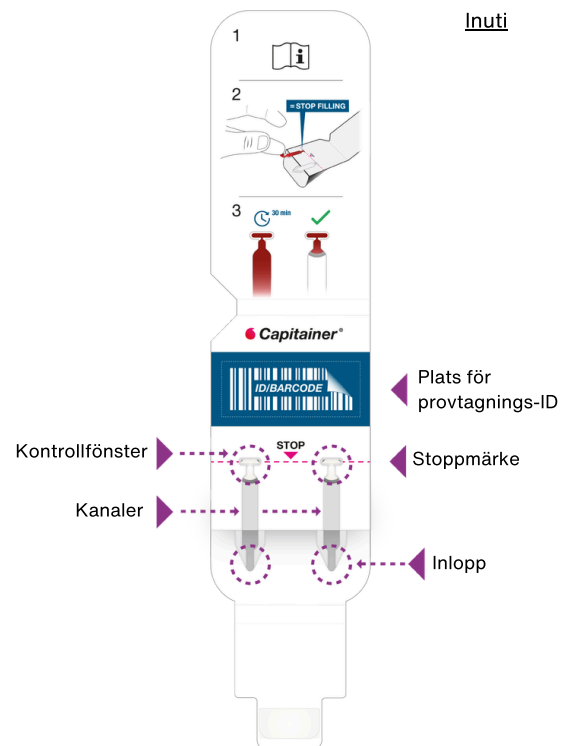 Inuti
1
i
2
= STOP FILLING
3
30 min
Capitainer®
ID/BARCODE
Plats för
provtagnings-ID
Kontrollfönster
STOP
Stoppmärke
Kanaler
Inlopp